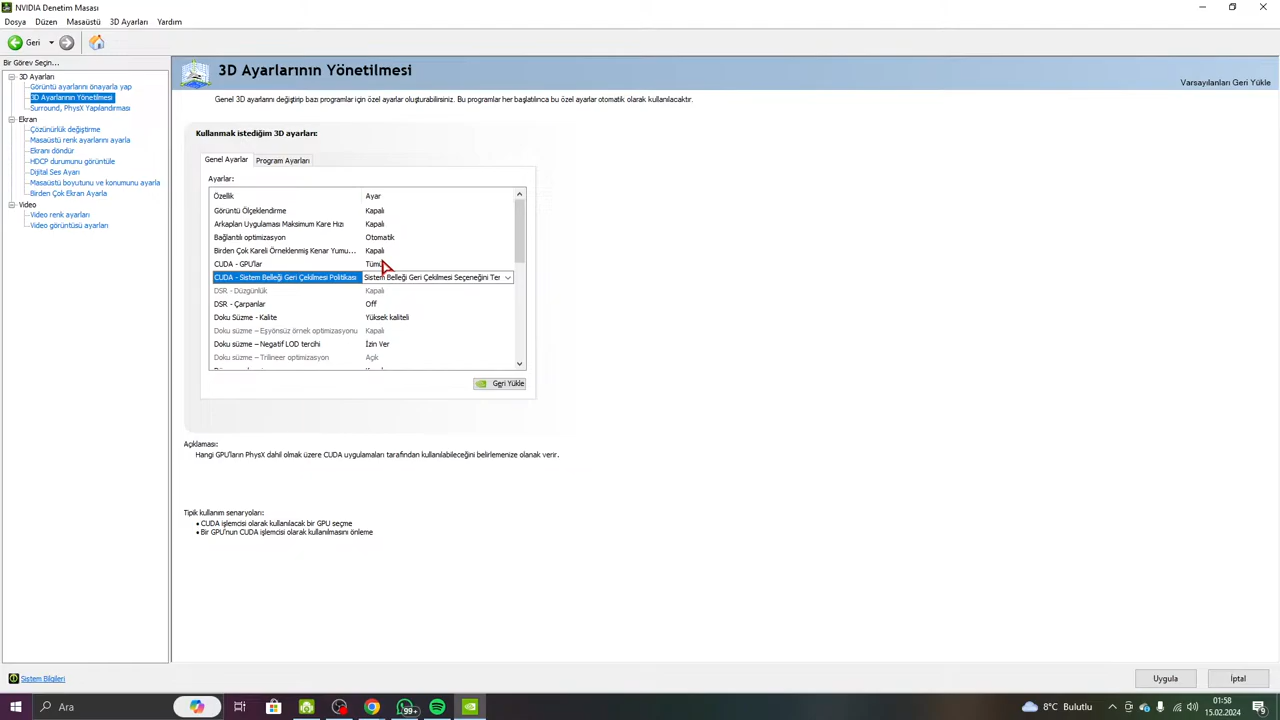 NVIDIA Denetim Masası
Dosya Düzen Masaüstü 3D Ayarları Yardım
Geri
Bir Görev Seçin...
3D Ayarları
Görüntü ayarlarını önayarla yap
3D Ayarlarının Yönetilmesi
Surround, PhysX Yapılandırması
Ekran
Çözünürlük değiştirme
Masaüstü renk ayarlarını ayarla
Ekranı döndür
HDCP durumunu görüntüle
Dijital Ses Ayarı
Masaüstü boyutunu ve konumunu ayarla
Birden Çok Ekran Ayarla
Video
Video renk ayarları
Video görüntüsü ayarları
3D Ayarlarının Yönetilmesi
Varsayılanları Geri Yükle
Genel 3D ayarlarını değiştirip bazı programlar için özel ayarlar oluşturabilirsiniz. Bu programlar her başlatılınca bu özel ayarlar otomatik olarak kullanılacaktır.
Kullanmak istediğim 3D ayarları:
Genel Ayarlar Program Ayarları
Ayarlar:
Özellik Ayar
Görüntü Ölçeklendirme Kapalı
Arkaplan Uygulaması Maksimum Kare Hızı Kapalı
Bağlantılı optimizasyon Otomatik
Birden Çok Kareli Örneklenmiş Kenar Yumu... Kapalı
CUDA - GPU'lar Tümü
CUDA - Sistem Belleği Geri Çekilmesi Politikası Sistem Belleği Geri Çekilmesi Seçeneğini Ter
DSR - Düzgünlük Kapalı
DSR - Çarpanlar Off
Doku Süzme - Kalite Yüksek kaliteli
Doku süzme – Eşyönsüz örnek optimizasyonu Kapalı
Doku süzme – Negatif LOD tercihi İzin Ver
Doku süzme – Trilineer optimizasyon Açık
Geri Yükle
Açıklaması:
Hangi GPU'ların PhysX dahil olmak üzere CUDA uygulamaları tarafından kullanılabileceğini belirlemenize olanak verir.
Tipik kullanım senaryoları:
• CUDA işlemcisi olarak kullanılacak bir GPU seçme
• Bir GPU'nun CUDA işlemcisi olarak kullanılmasını önleme
Sistem Bilgileri
Uygula İptal
Ara
99+
8°C Bulutlu
01:58
15.02.2024